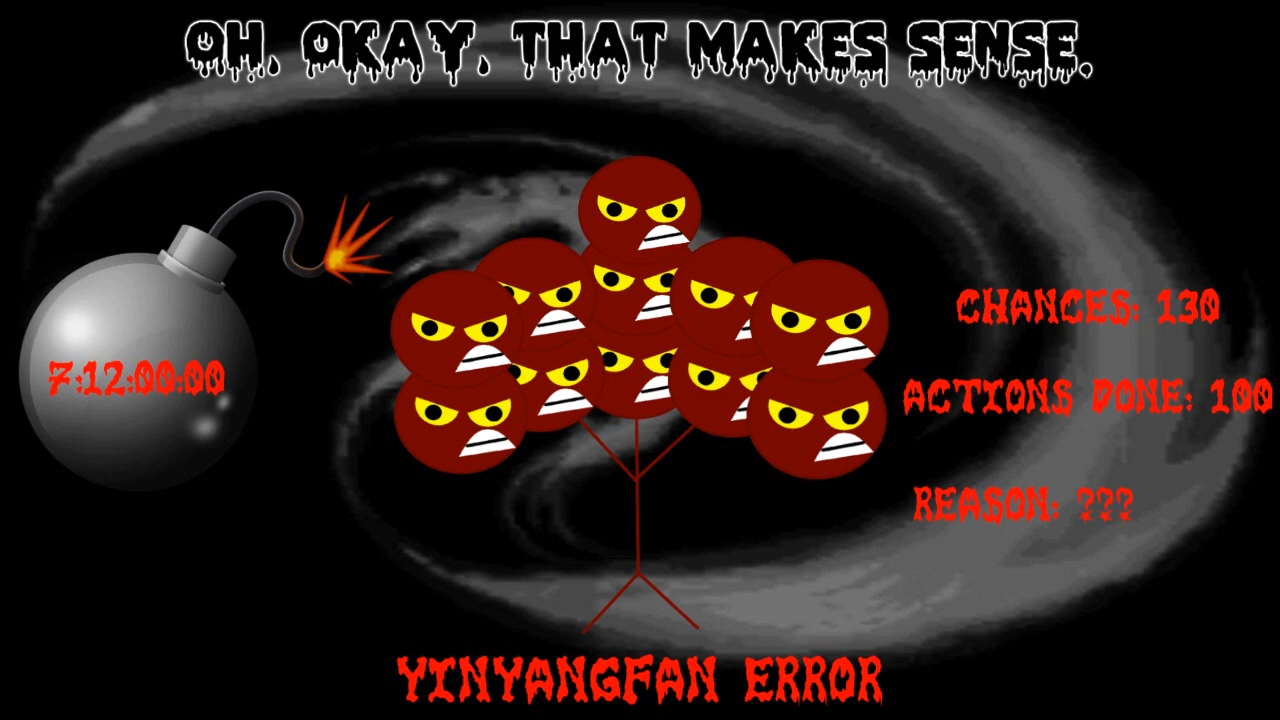 OH. OKAY. THAT MAKES SENSE.
7:12:00:00
CHANCES: 130
ACTIONS DONE: 100
REASON: ???
YINYANGFAN ERROR